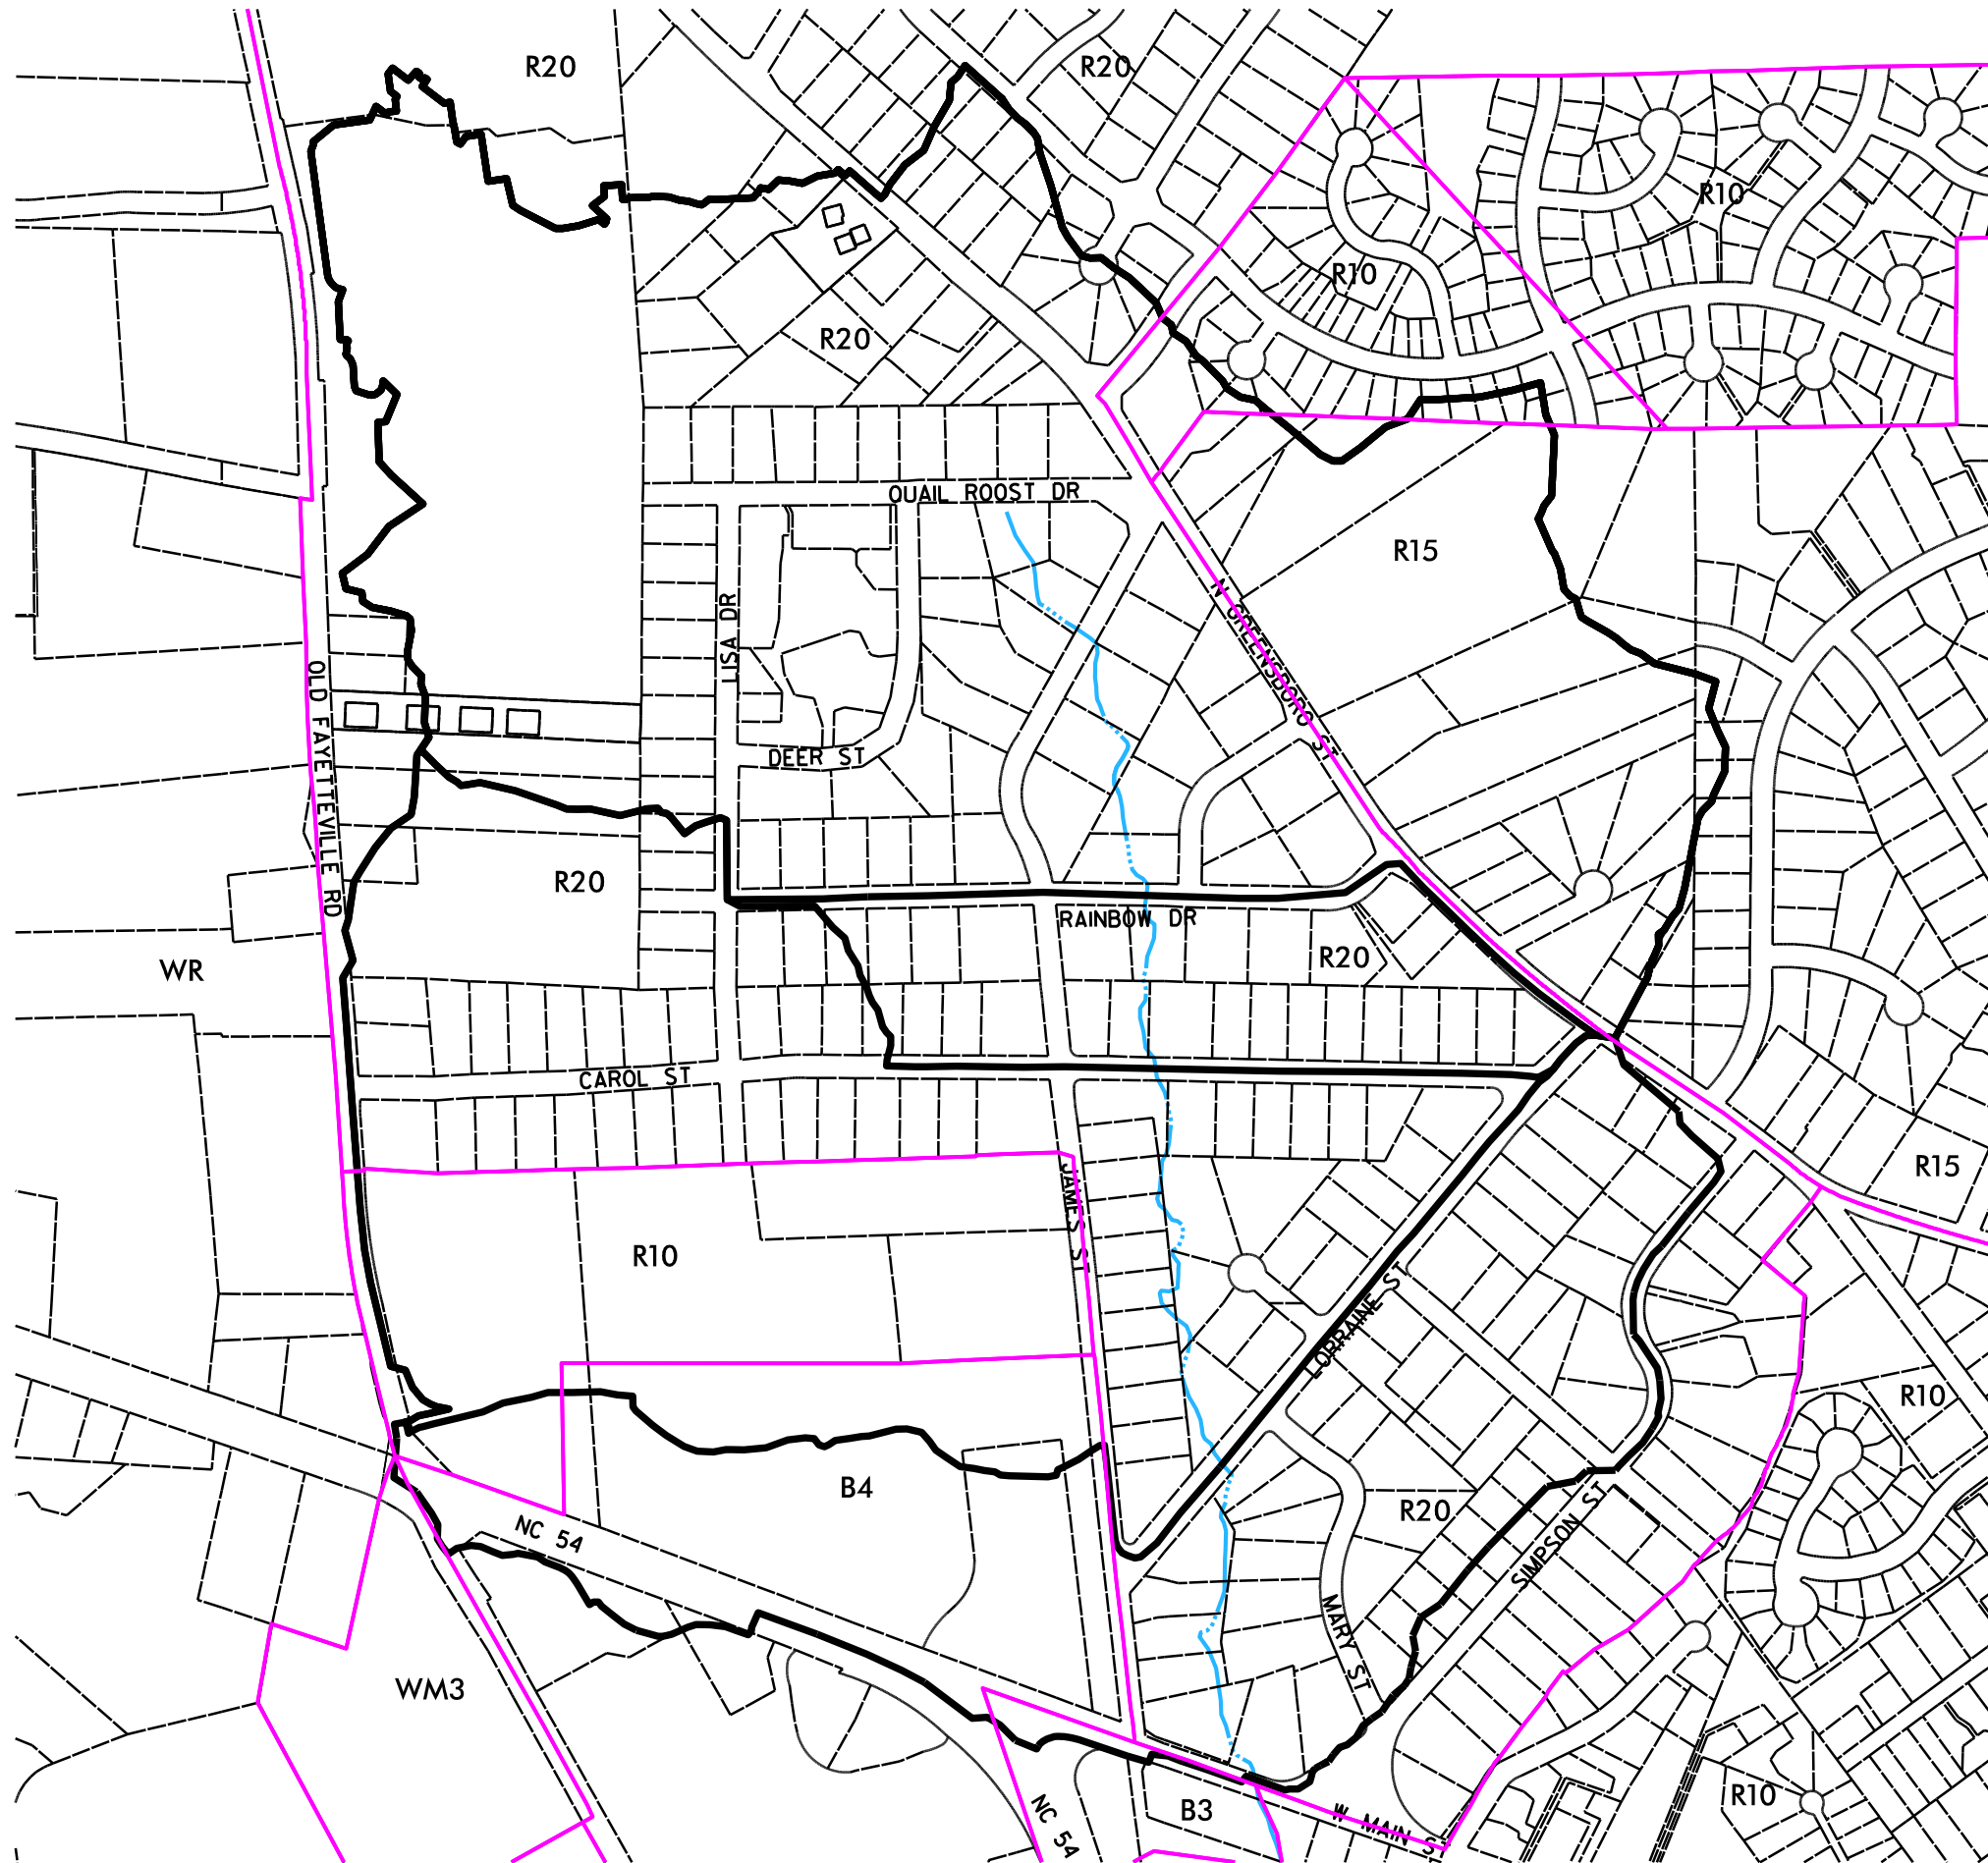 R20
R20
R10
R10
R20
QUAIL ROOST DR
R15
LISA DR
N GREENSBORO ST
OLD FAYETTEVILLE RD
DEER ST
R20
RAINBOW DR
R20
WR
CAROL ST
R15
JAMES ST
R10
LORRAINE ST
R10
B4
R20
NC 54
SIMPSON ST
MARY ST
WM3
R10
B3
NC 54
W MAIN ST